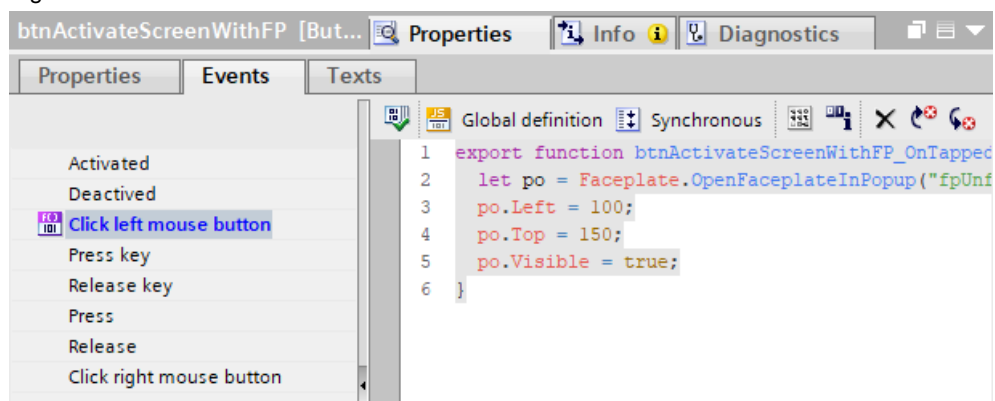 btnActivateScreenWithFP [But... Properties Info Diagnostics
Properties Events Texts
Global definition Synchronous
Activated
Deactived
Click left mouse button
Press key
Release key
Press
Release
Click right mouse button
1 export function btnActivateScreenWithFP_OnTapped
2 let po = Faceplate.OpenFaceplateInPopup("fpUnf
3 po.Left = 100;
4 po.Top = 150;
5 po.Visible = true;
6 }